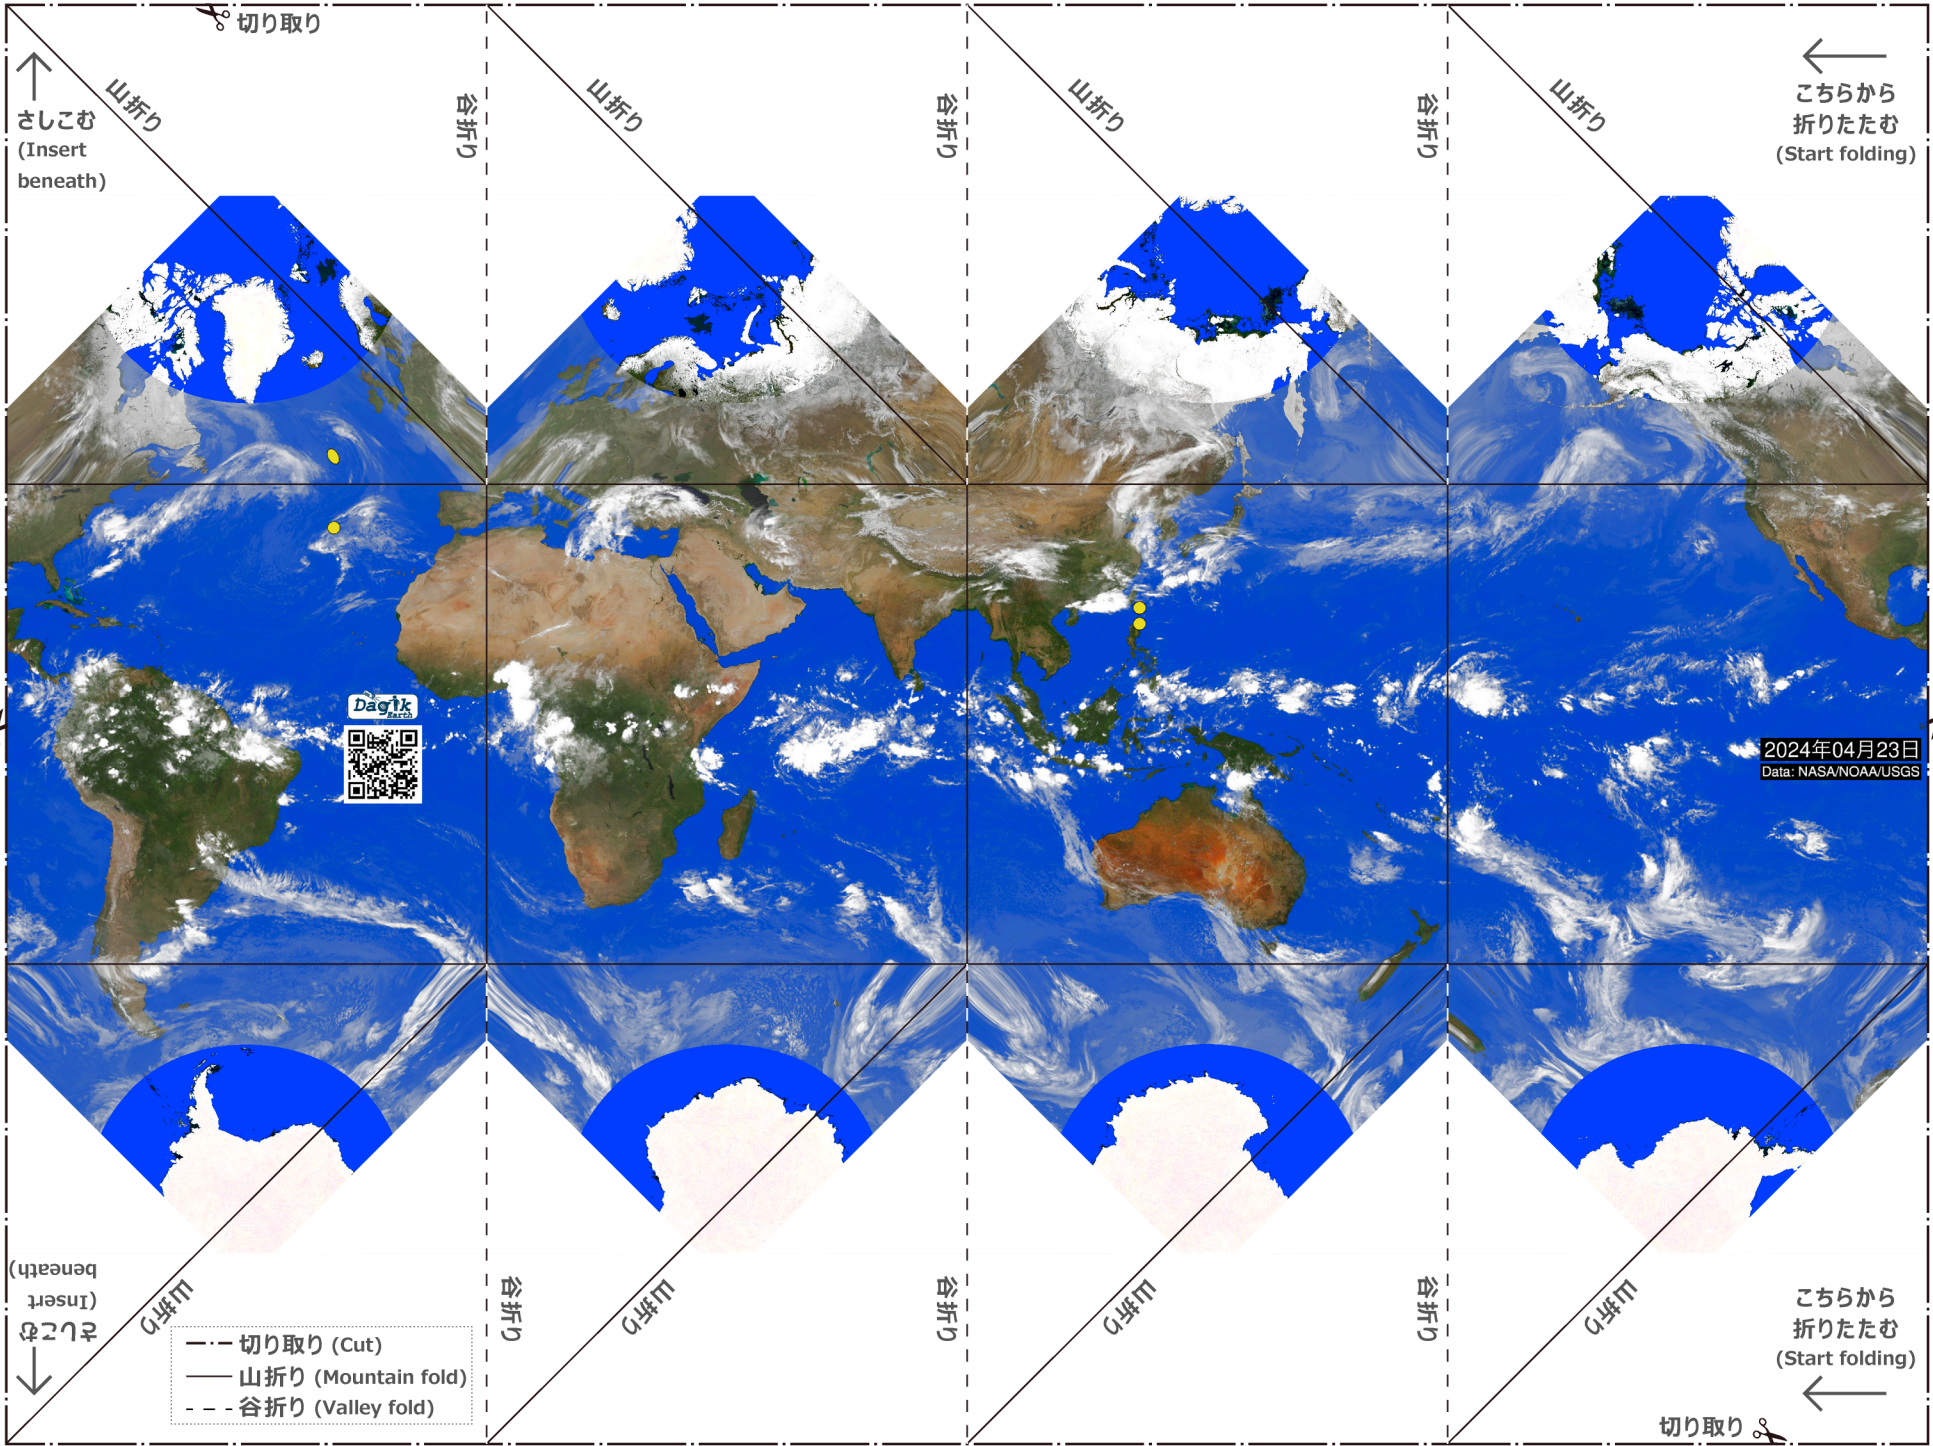 切り取り
山折り
谷折り
山折り
谷折り
山折り
谷折り
山折り
さしこむ
(Insert
beneath)
こちらから
折りたたむ
(Start folding)
Dagik
Earth
2024年04月23日
Data: NASA/NOAA/USGS
さしこむ
(Insert
beneath)
山折り
谷折り
山折り
谷折り
山折り
谷折り
山折り
切り取り (Cut)
山折り (Mountain fold)
谷折り (Valley fold)
こちらから
折りたたむ
(Start folding)
切り取り